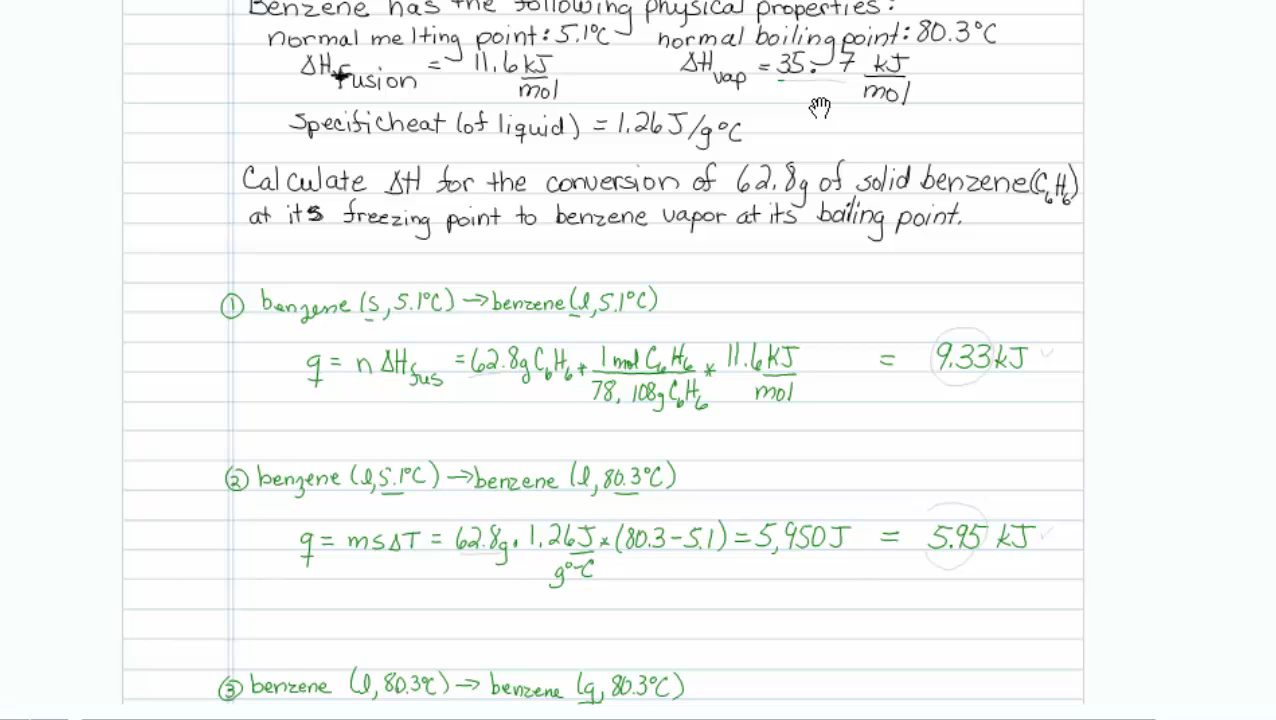 Benzene has the following physical properties:
normal melting point: 5.1°C normal boiling point: 80.3°C
ΔHfusion = 11.6 kJ/mol ΔHvap = 35.7 kJ/mol
Specific heat (of liquid) = 1.26 J/g°C
Calculate ΔH for the conversion of 62.8g of solid benzene (C6H6)
at its freezing point to benzene vapor at its boiling point.
① benzene (s, 5.1°C) → benzene (l, 5.1°C)
q = n ΔHfus = 62.8g C6H6 * 1 mol C6H6 / 78.108g C6H6 * 11.6 kJ/mol = 9.33 kJ
② benzene (l, 5.1°C) → benzene (l, 80.3°C)
q = msΔT = 62.8g · 1.26 J/g°C * (80.3 - 5.1) = 5,950 J = 5.95 kJ
③ benzene (l, 80.3°C) → benzene (g, 80.3°C)